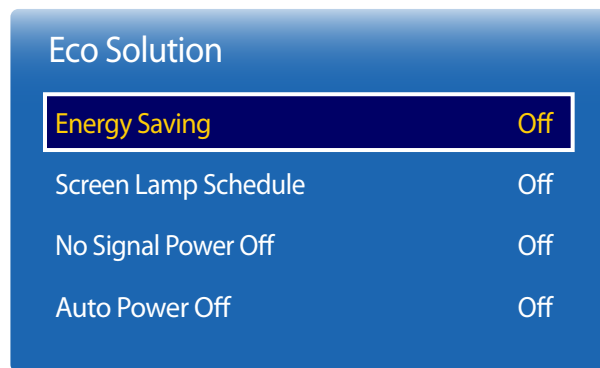 Eco Solution
Energy Saving Off
Screen Lamp Schedule Off
No Signal Power Off Off
Auto Power Off Off